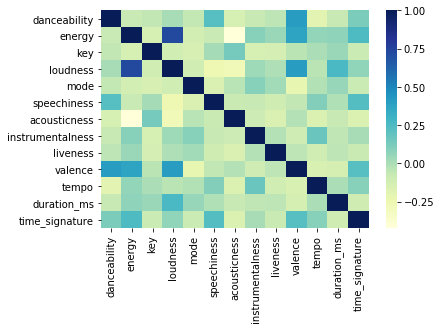 danceability
energy
key
loudness
mode
speechiness
acousticness
instrumentalness
liveness
valence
tempo
duration_ms
time_signature
danceability
energy
key
loudness
mode
speechiness
acousticness
instrumentalness
liveness
valence
tempo
duration_ms
time_signature
1.00
0.75
0.50
0.25
0.00
−0.25